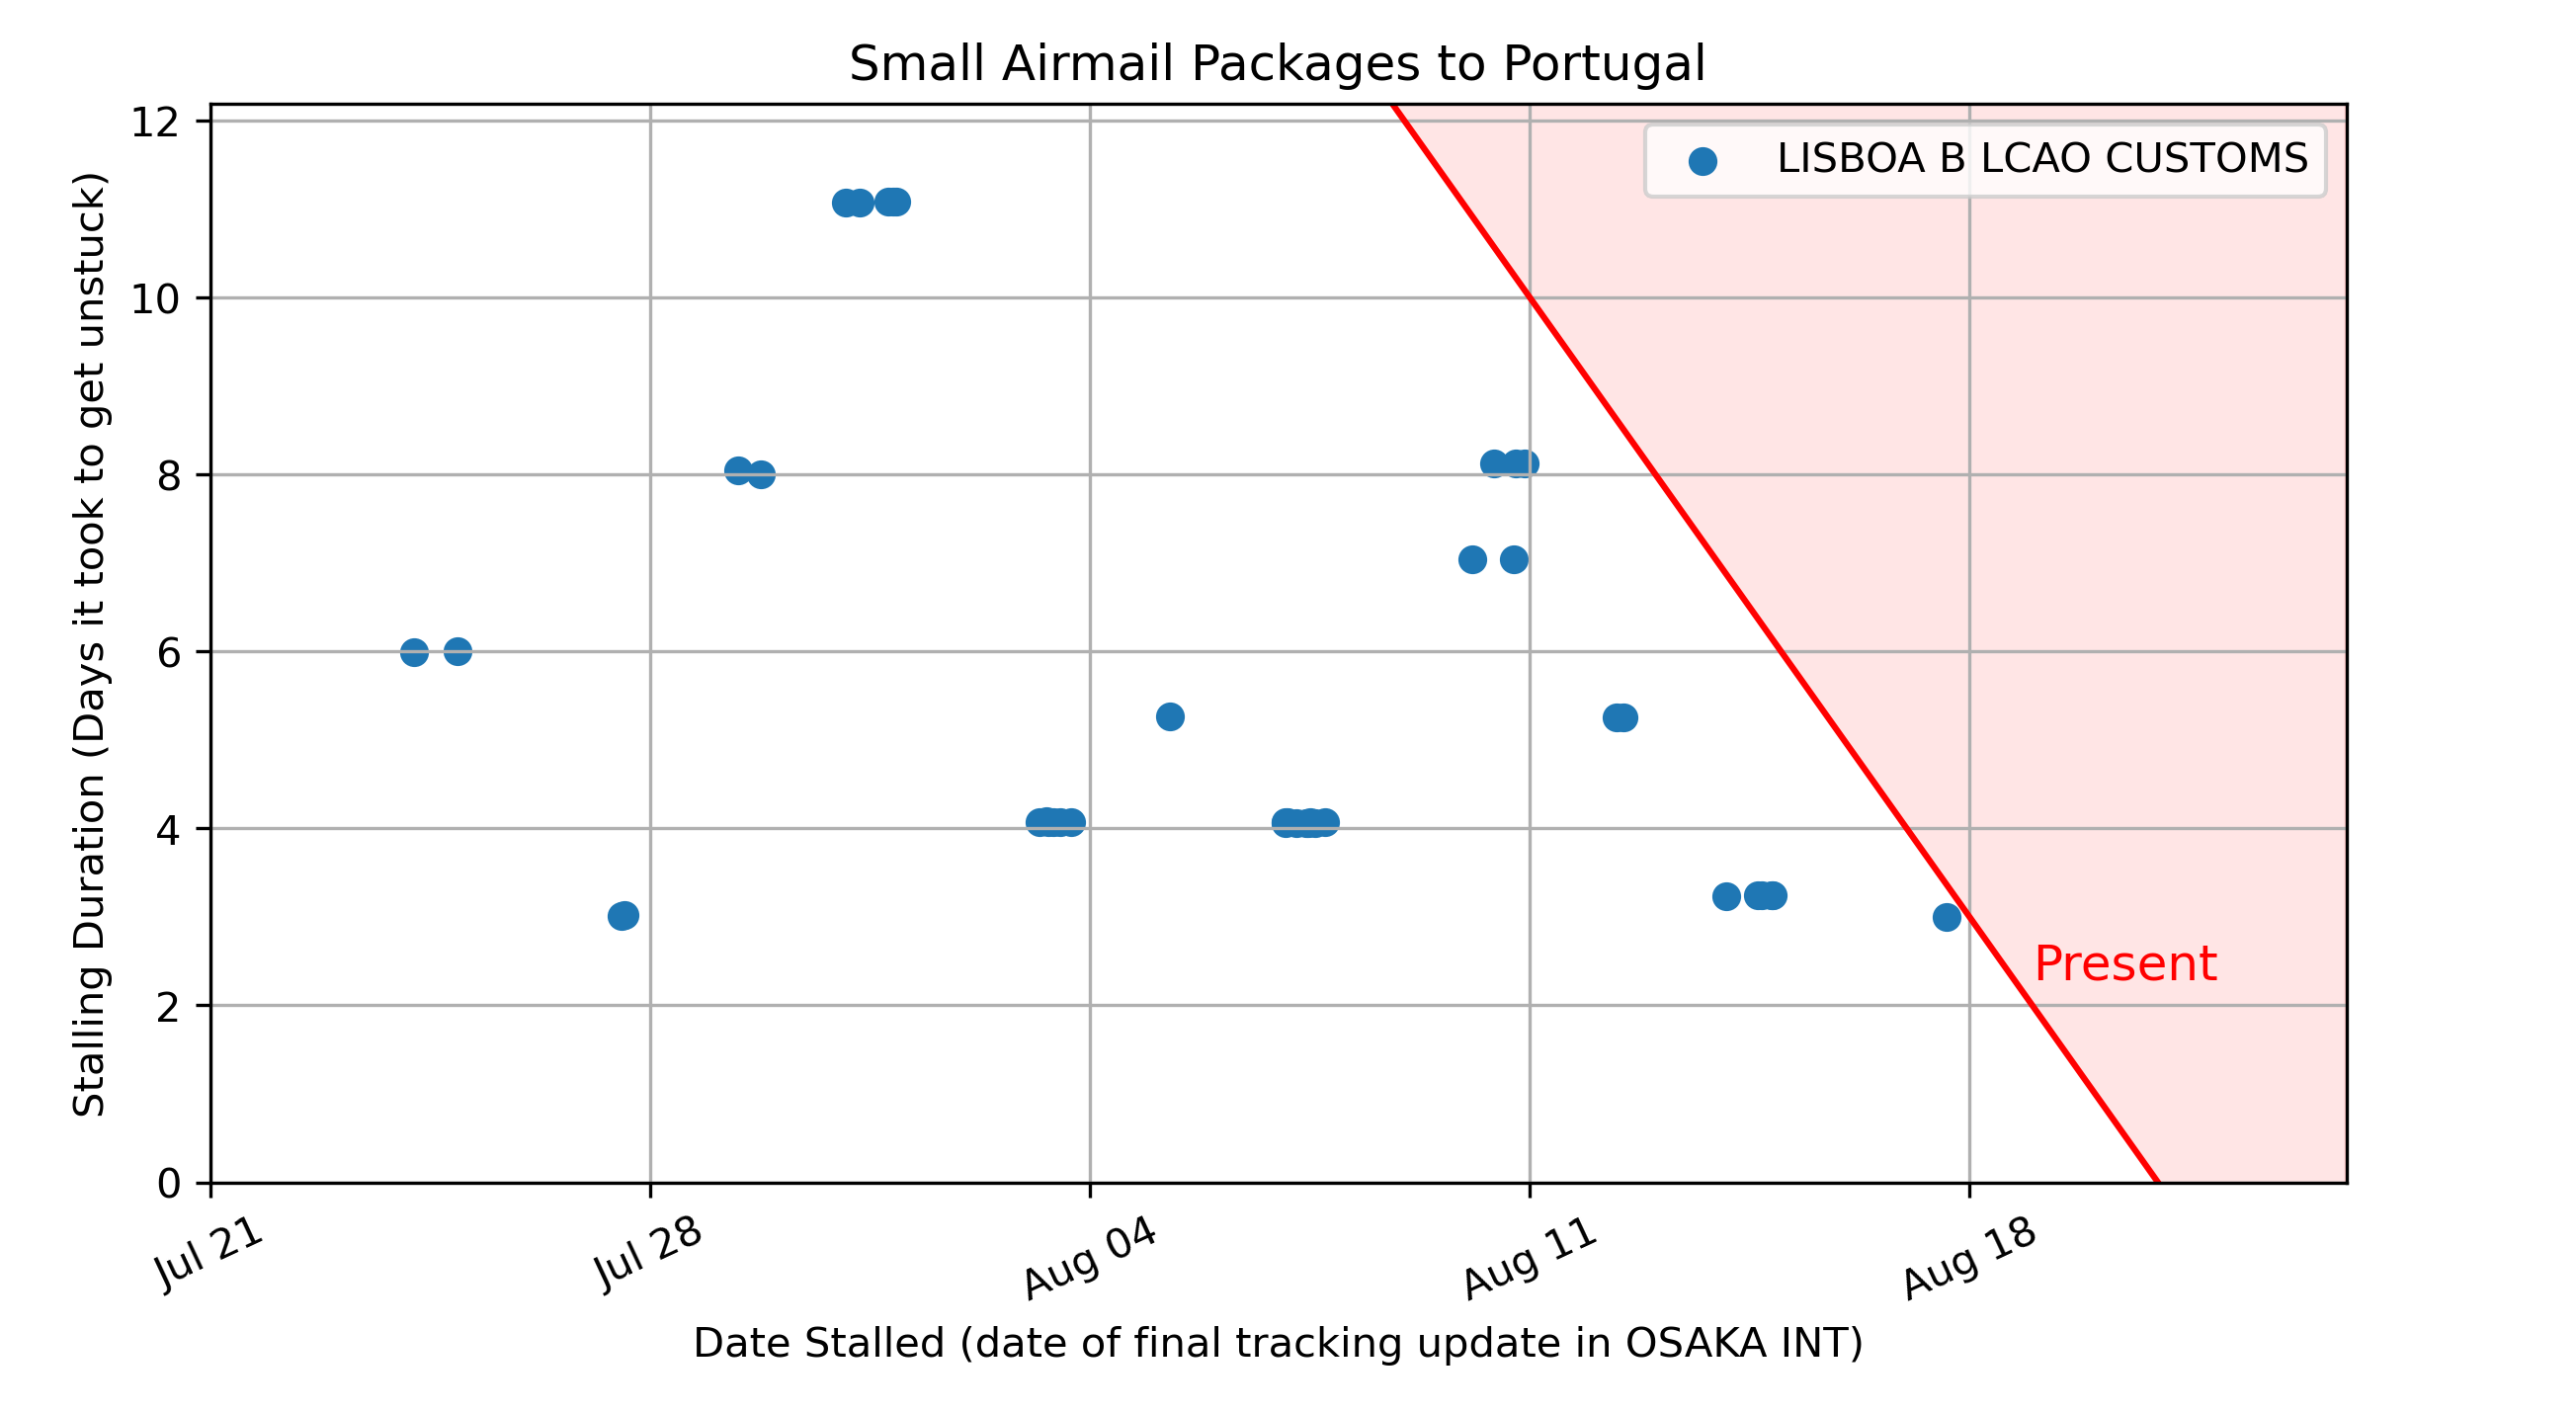 Small Airmail Packages to Portugal
LISBOA B LCAO CUSTOMS
Stalling Duration (Days it took to get unstuck)
12
10
8
6
4
2
0
Present
Jul 21
Jul 28
Aug 04
Aug 11
Aug 18
Date Stalled (date of final tracking update in OSAKA INT)